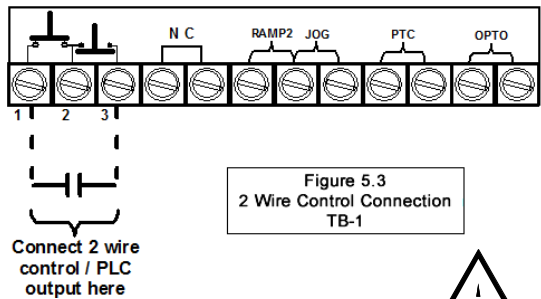 N C
RAMP2 JOG
PTC
OPTO
1 2 3
Figure 5.3
2 Wire Control Connection
TB-1
Connect 2 wire
control / PLC
output here